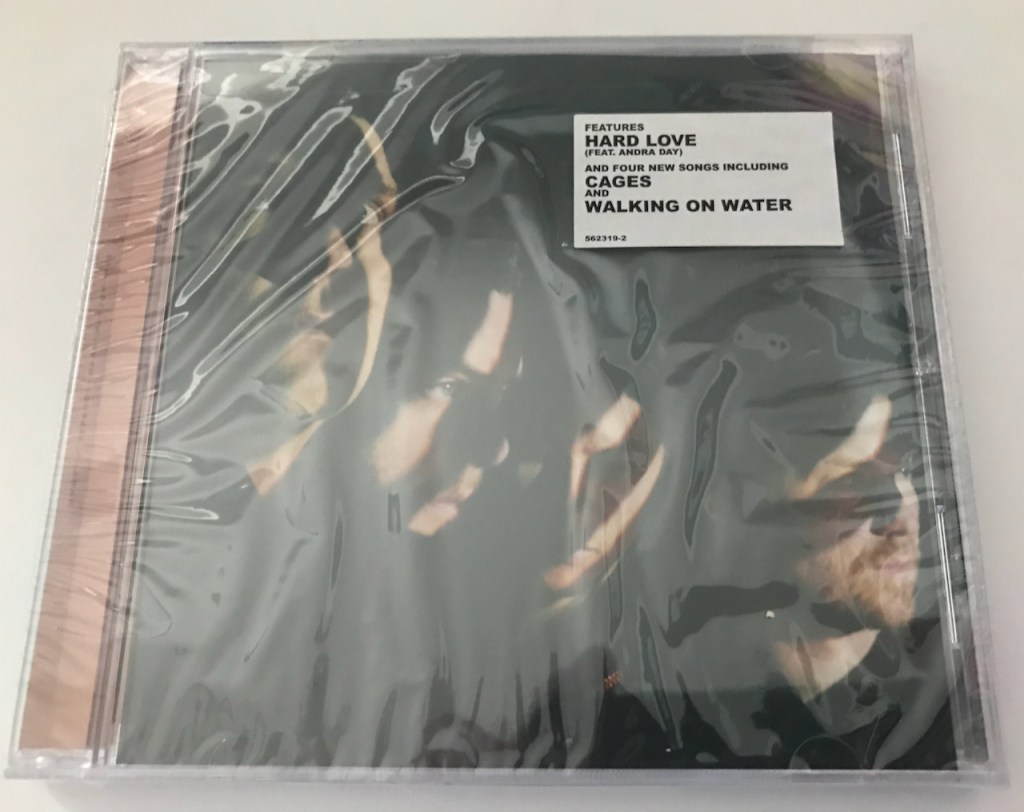 FEATURES
HARD LOVE
(FEAT. ANDRA DAY)
AND FOUR NEW SONGS INCLUDING
CAGES
AND
WALKING ON WATER
562319-2